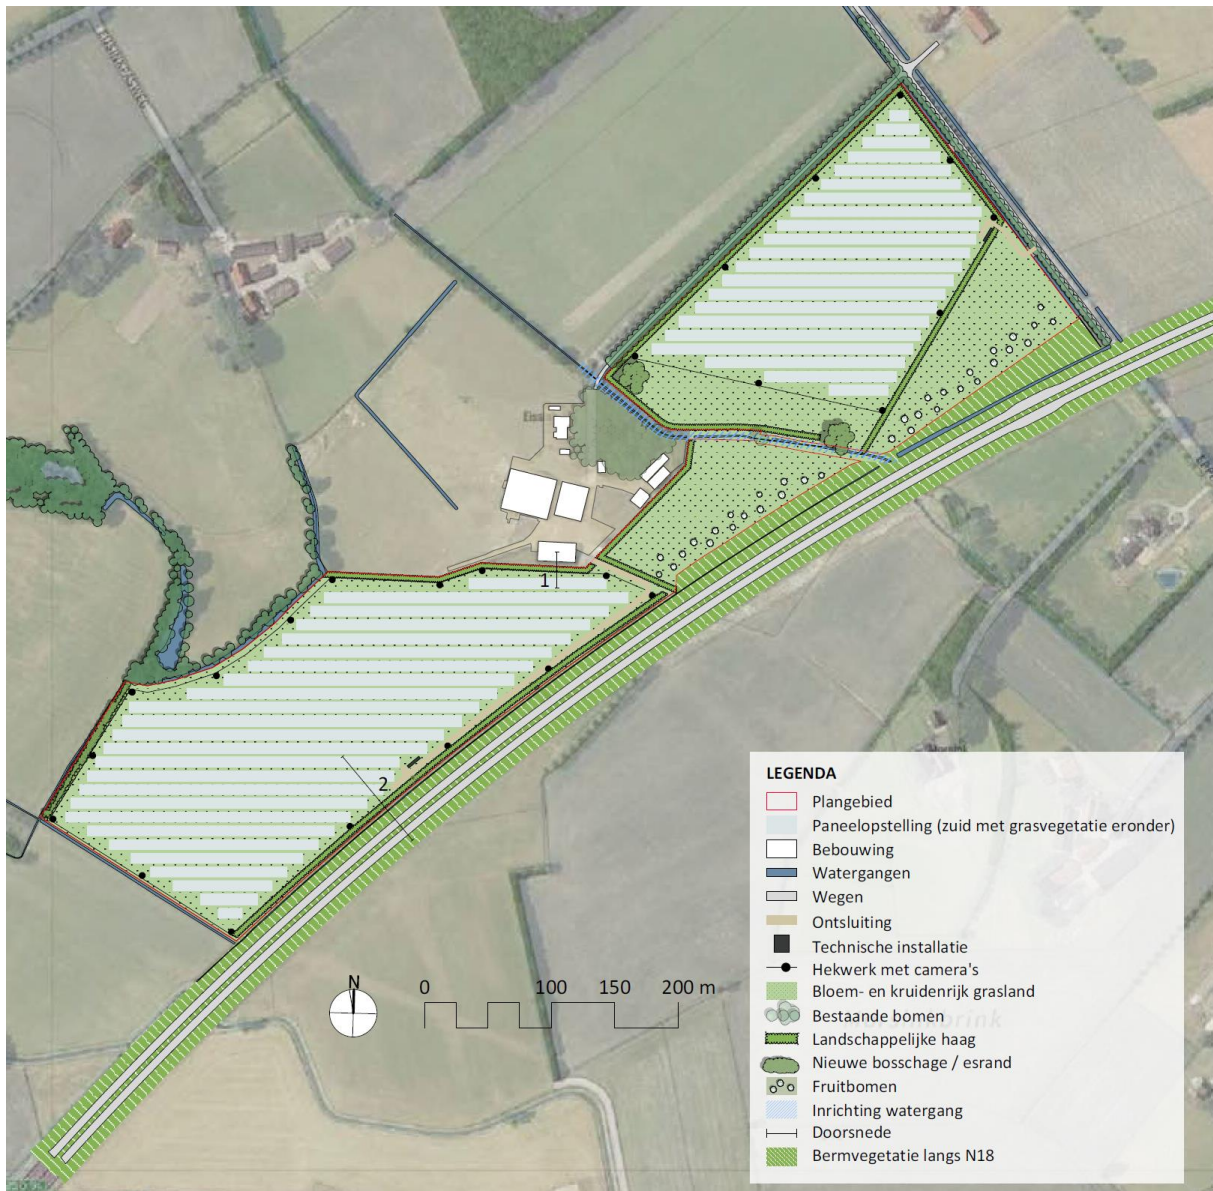 1
2
N
0
100
150
200 m
LEGENDA
Plangebied
Paneelopstelling (zuid met grasvegetatie eronder)
Bebouwing
Watergangen
Wegen
Ontsluiting
Technische installatie
Hekwerk met camera's
Bloem- en kruidenrijk grasland
Bestaande bomen
Landschappelijke haag
Nieuwe bosschage / esrand
Fruitbomen
Inrichting watergang
Doorsnede
Bermvegetatie langs N18